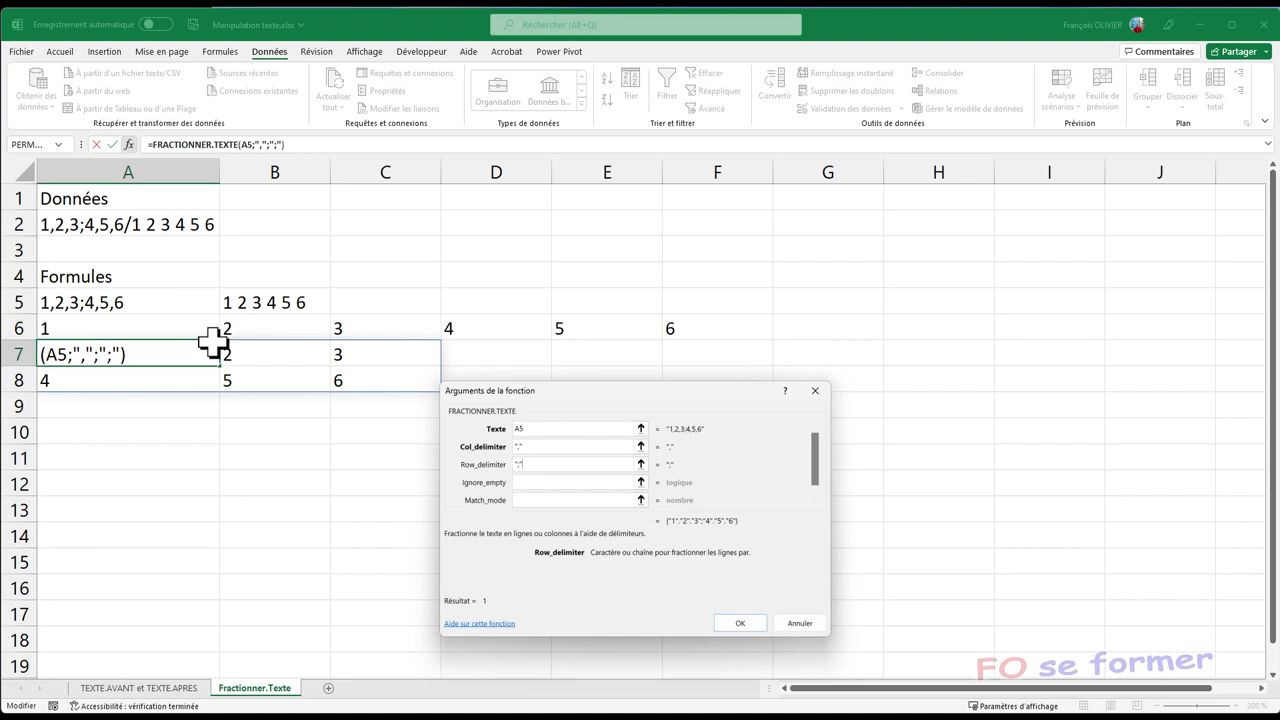 Enregistrement automatique
Manipulation texte.xlsx
Rechercher (Alt+Q)
François OLIVIER
Fichier Accueil Insertion Mise en page Formules Données Révision Affichage Développeur Aide Acrobat Power Pivot
Commentaires Partager
Obtenir des données
À partir d'un fichier texte/CSV
À partir du web
À partir de Tableau ou d'une Plage
Sources récentes
Connexions existantes
Récupérer et transformer des données
Actualiser tout
Requêtes et connexions
Propriétés
Modifier les liaisons
Requêtes et connexions
Organisation
Données b...
Types de données
Trier
Filtrer
Effacer
Réappliquer
Avancé
Trier et filtrer
Convertir
Remplissage instantané
Supprimer les doublons
Validation des données
Consolider
Relations
Gérer le modèle de données
Outils de données
Analyse scénarios
Feuille de prévision
Prévision
Grouper
Dissocier
Sous-total
Plan
PERM...
fx
=FRACTIONNER.TEXTE(A5;",";";")
A B C D E F G H I J
1 Données
2 1,2,3;4,5,6/1 2 3 4 5 6
3
4 Formules
5 1,2,3;4,5,6 1 2 3 4 5 6
6 1 2 3 4 5 6
7 (A5;",";";") 2 3
8 4 5 6
9
10
11
12
13
14
15
16
17
18
19
Arguments de la fonction ?
FRACTIONNER.TEXTE
Texte A5 = "1,2,3;4,5,6"
Col_delimiter "," = ","
Row_delimiter ";" = ";"
Ignore_empty = logique
Match_mode = nombre
= {"1"."2"."3";"4"."5"."6"}
Fractionne le texte en lignes ou colonnes à l'aide de délimiteurs.
Row_delimiter Caractère ou chaîne pour fractionner les lignes par.
Résultat = 1
Aide sur cette fonction
OK Annuler
FO se former
TEXTE.AVANT et TEXTE.APRES Fractionner.Texte
Modifier Accessibilité : vérification terminée Paramètres d'affichage 200 %